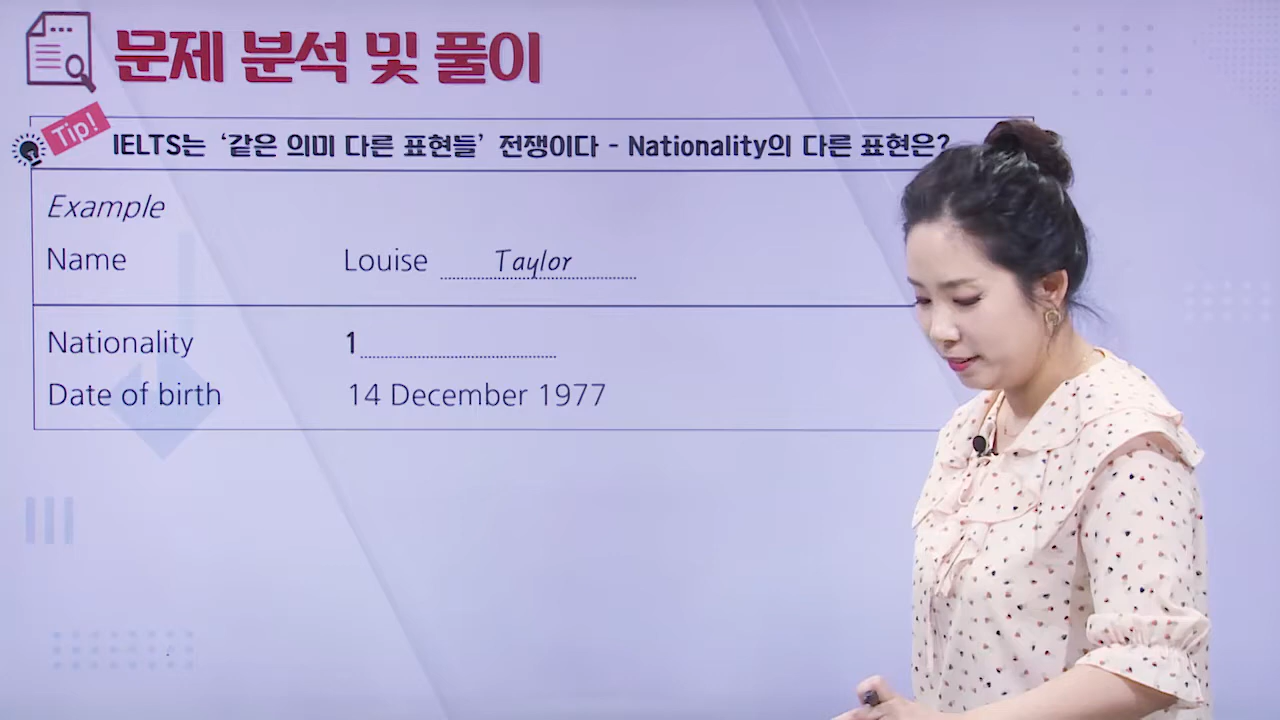 문제 분석 및 풀이
Tip!
IELTS는 ‘같은 의미 다른 표현들’ 전쟁이다 - Nationality의 다른 표현은?
Example
Name Louise Taylor
Nationality 1
Date of birth 14 December 1977